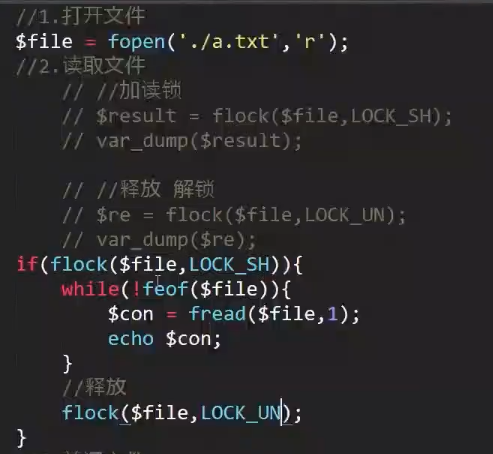 //1.打开文件
$file = fopen('./a.txt','r');
//2.读取文件
// //加读锁
// $result = flock($file,LOCK_SH);
// var_dump($result);
// //释放 解锁
// $re = flock($file,LOCK_UN);
// var_dump($re);
if(flock($file,LOCK_SH)){
while(!feof($file)){
$con = fread($file,1);
echo $con;
}
//释放
flock($file,LOCK_UN);
}